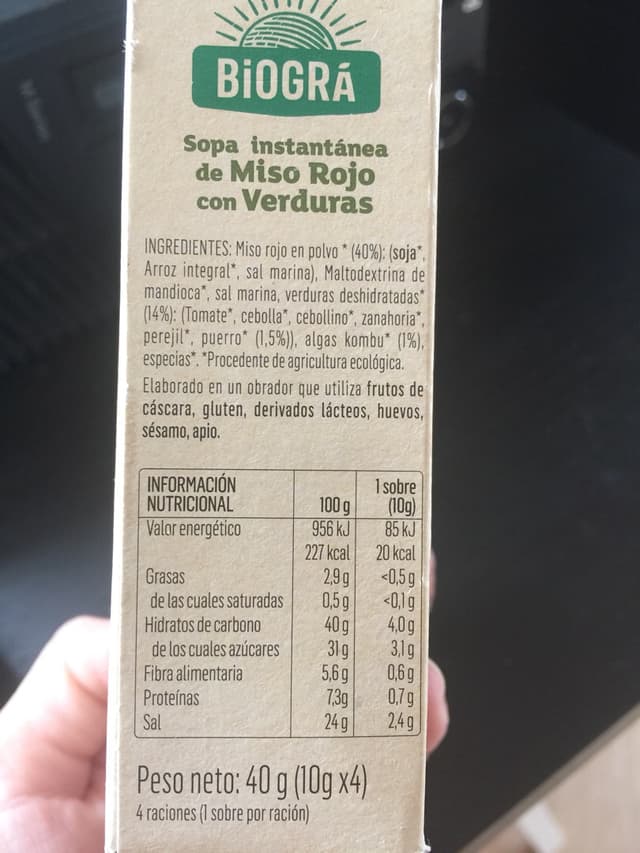 BiOGRÁ
Sopa instantánea
de Miso Rojo
con Verduras
INGREDIENTES: Miso rojo en polvo * (40%): (soja*,
Arroz integral*, sal marina), Maltodextrina de
mandioca*, sal marina, verduras deshidratadas*
(14%): (Tomate*, cebolla*, cebollino*, zanahoria*,
perejil*, puerro* (1,5%)), algas kombu* (1%),
especias*. *Procedente de agricultura ecológica.
Elaborado en un obrador que utiliza frutos de
cáscara, gluten, derivados lácteos, huevos,
sésamo, apio.
INFORMACIÓN NUTRICIONAL 100 g 1 sobre (10g)
Valor energético 956 kJ 85 kJ
227 kcal 20 kcal
Grasas 2,9 g <0,5 g
de las cuales saturadas 0,5 g <0,1 g
Hidratos de carbono 40 g 4,0 g
de los cuales azúcares 31 g 3,1 g
Fibra alimentaria 5,6 g 0,6 g
Proteínas 7,3g 0,7 g
Sal 24 g 2,4 g
Peso neto: 40 g (10g x4)
4 raciones (1 sobre por ración)